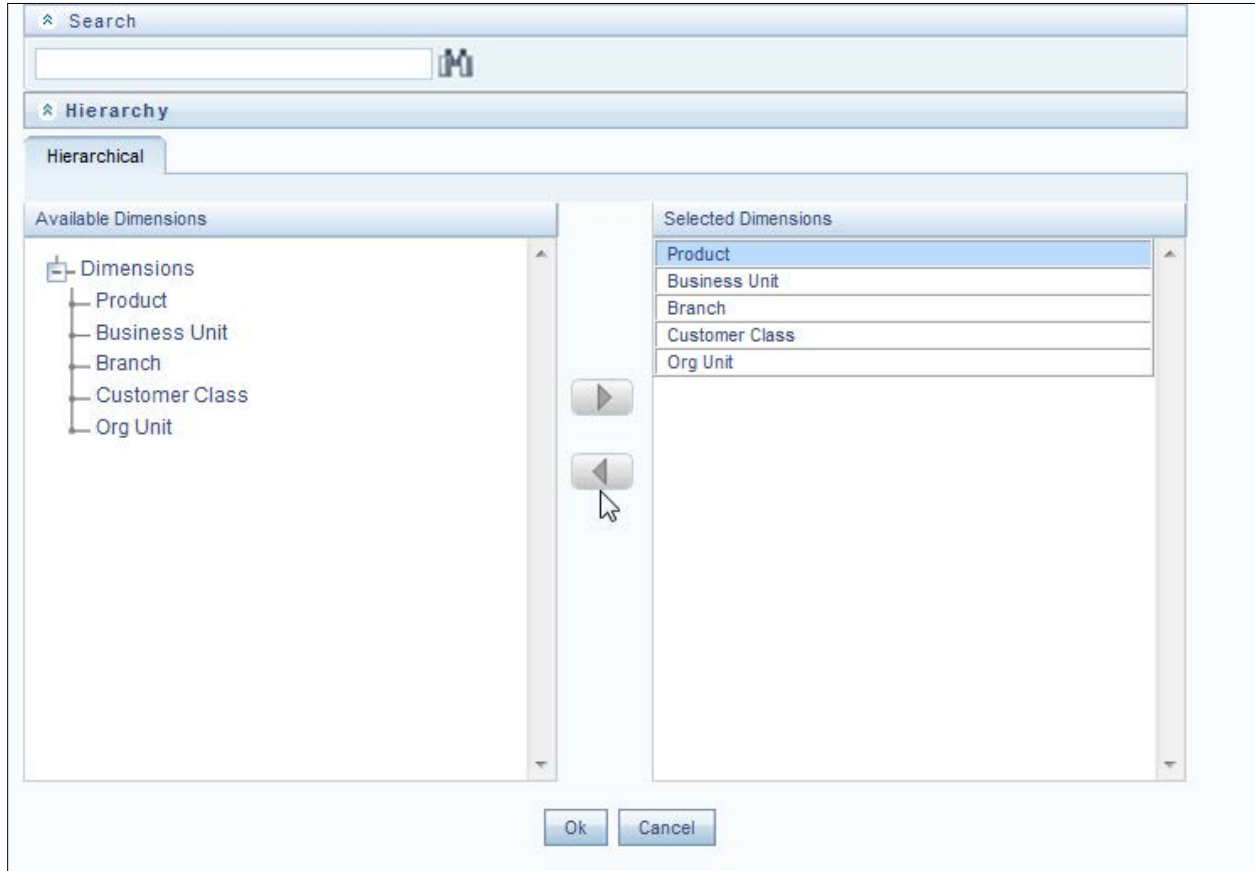 Search
Hierarchy
Hierarchical
Available Dimensions
Dimensions
Product
Business Unit
Branch
Customer Class
Org Unit
Selected Dimensions
Product
Business Unit
Branch
Customer Class
Org Unit
Ok
Cancel